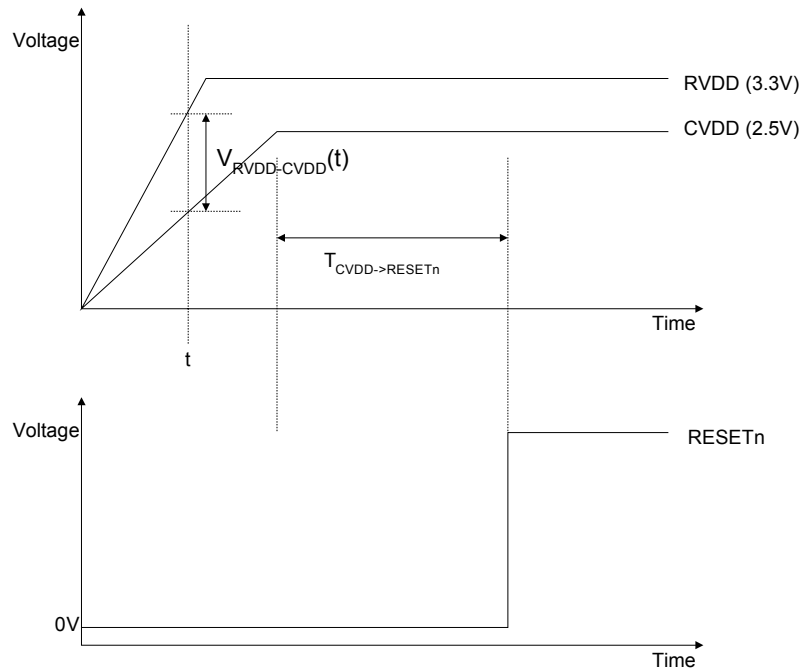 Voltage
RVDD (3.3V)
CVDD (2.5V)
VRVDD-CVDD(t)
TCVDD->RESETn
Time
t
Voltage
RESETn
0V
Time